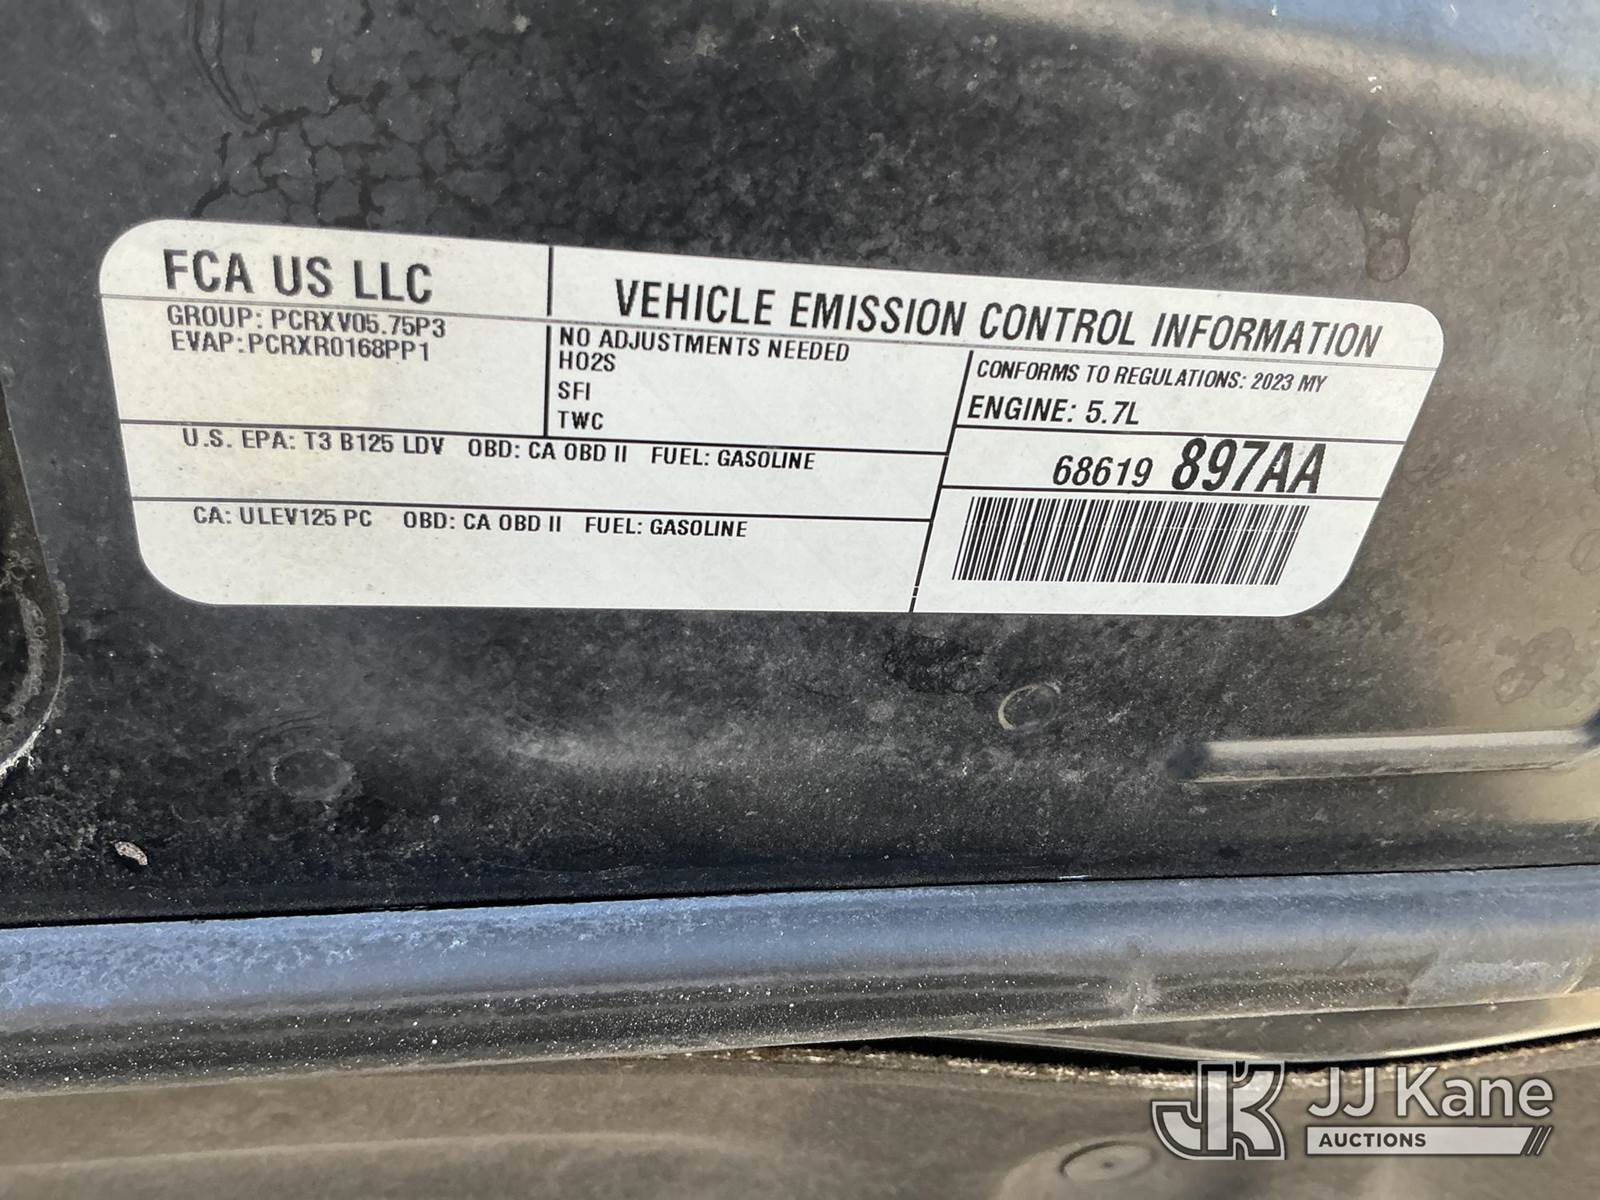 FCA US LLC
VEHICLE EMISSION CONTROL INFORMATION
GROUP: PCRXV05.75P3
EVAP:PCRXR0168PP1
NO ADJUSTMENTS NEEDED
HO2S
SFI
TWC
CONFORMS TO REGULATIONS: 2023 MY
ENGINE: 5.7L
U.S. EPA: T3 B125 LDV OBD: CA OBD II FUEL: GASOLINE
68619 897AA
CA: ULEV125 PC OBD: CA OBD II FUEL: GASOLINE
JK JJ Kane
AUCTIONS